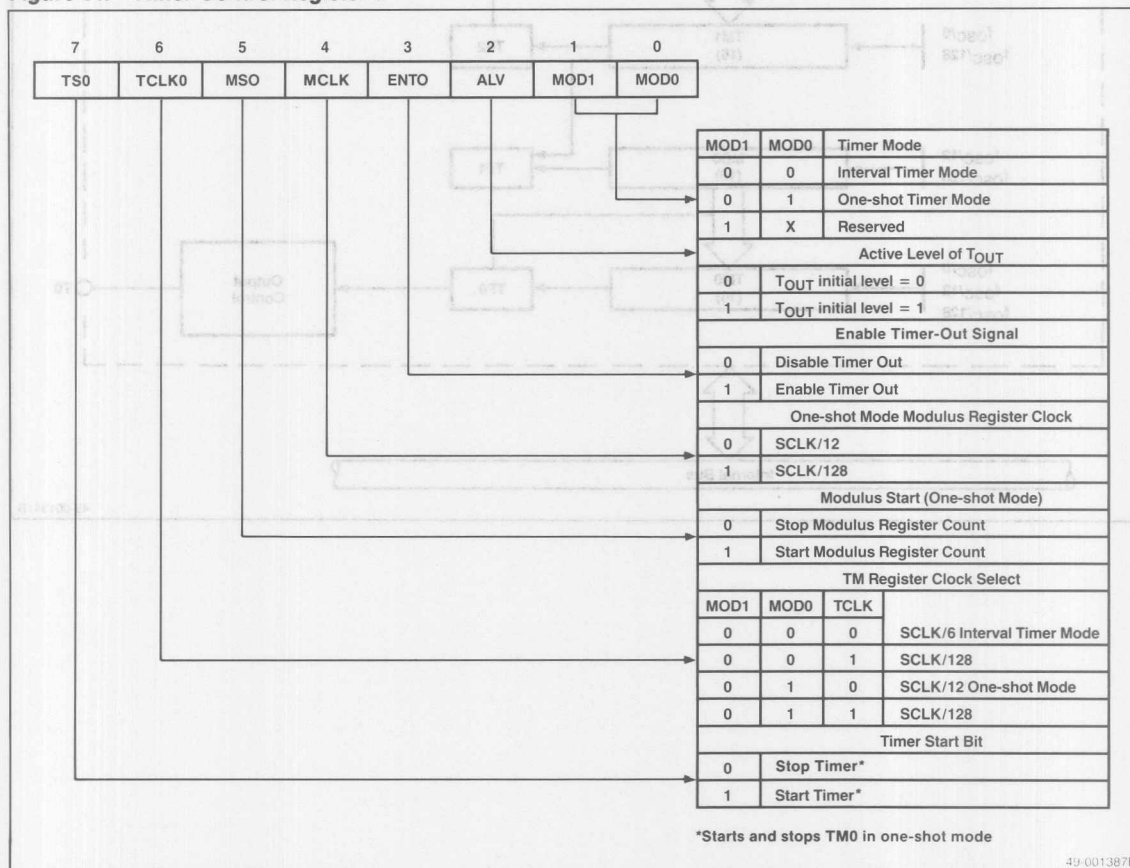 7 6 5 4 3 2 1 0
TS0 TCLK0 MSO MCLK ENTO ALV MOD1 MOD0
MOD1 MOD0 Timer Mode
0 0 Interval Timer Mode
0 1 One-shot Timer Mode
1 X Reserved
Active Level of TOUT
0 TOUT initial level = 0
1 TOUT initial level = 1
Enable Timer-Out Signal
0 Disable Timer Out
1 Enable Timer Out
One-shot Mode Modulus Register Clock
0 SCLK/12
1 SCLK/128
Modulus Start (One-shot Mode)
0 Stop Modulus Register Count
1 Start Modulus Register Count
TM Register Clock Select
MOD1 MOD0 TCLK
0 0 0 SCLK/6 Interval Timer Mode
0 0 1 SCLK/128
0 1 0 SCLK/12 One-shot Mode
0 1 1 SCLK/128
Timer Start Bit
0 Stop Timer*
1 Start Timer*
*Starts and stops TM0 in one-shot mode